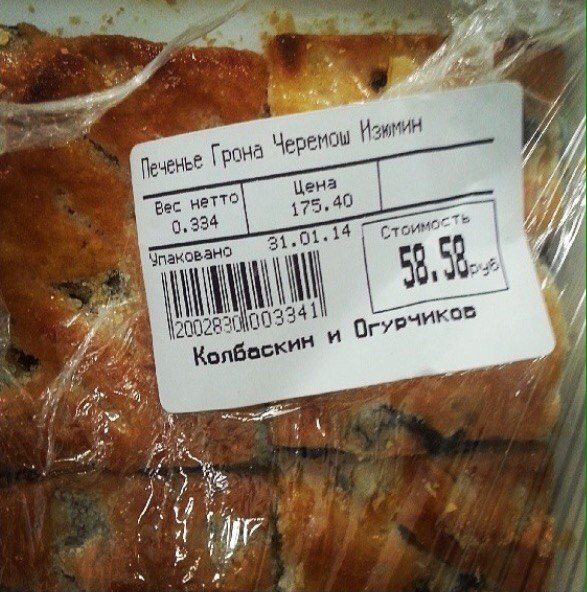 Печенье Грона Черемош Изюмин
Вес нетто
0.334
Цена
175.40
Упаковано 31.01.14
Стоимость
58.58руб
2002830003341
Колбаскин и Огурчиков